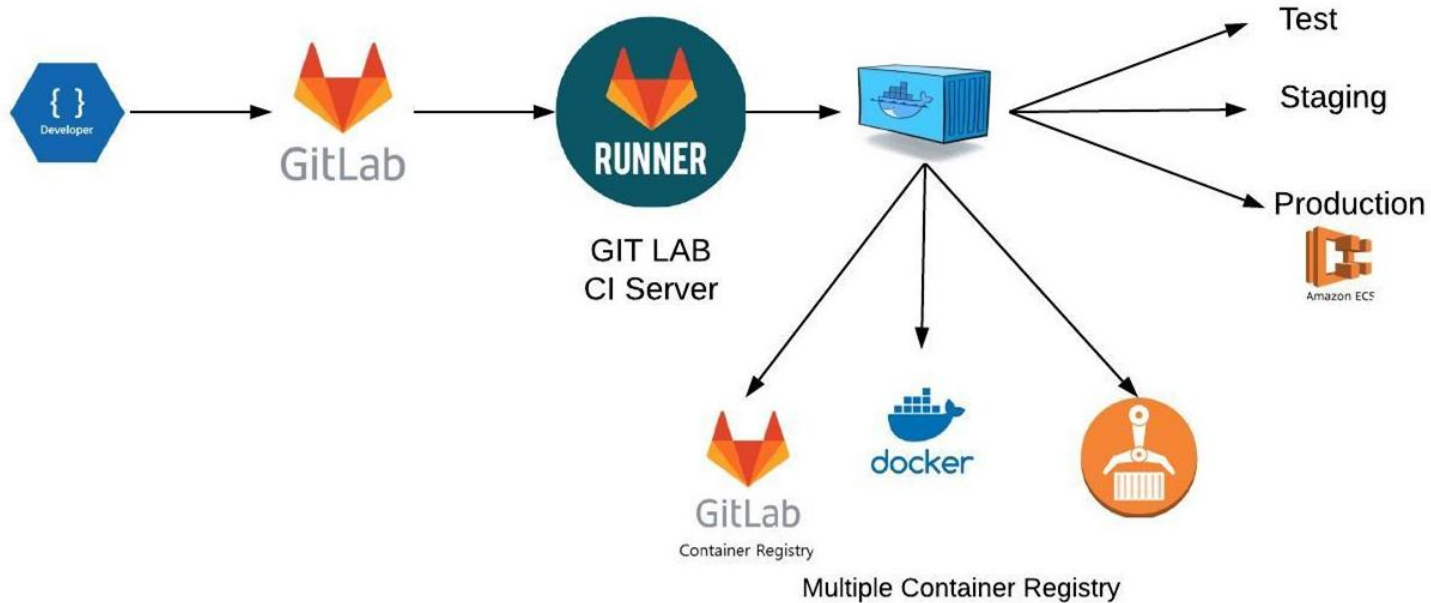 { }
Developer
GitLab
RUNNER
GIT LAB
CI Server
Test
Staging
Production
Amazon ECS
GitLab
Container Registry
docker
Multiple Container Registry